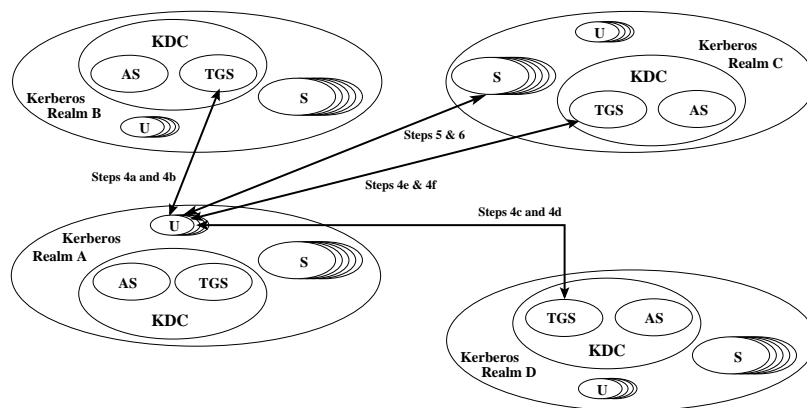 KDC
AS
TGS
Kerberos
Realm B
S
U
U
Kerberos
Realm C
S
KDC
TGS
AS
Steps 5 & 6
Steps 4a and 4b
Steps 4e & 4f
Steps 4c and 4d
U
Kerberos
Realm A
S
AS
TGS
KDC
TGS
AS
KDC
Kerberos
Realm D
S
U